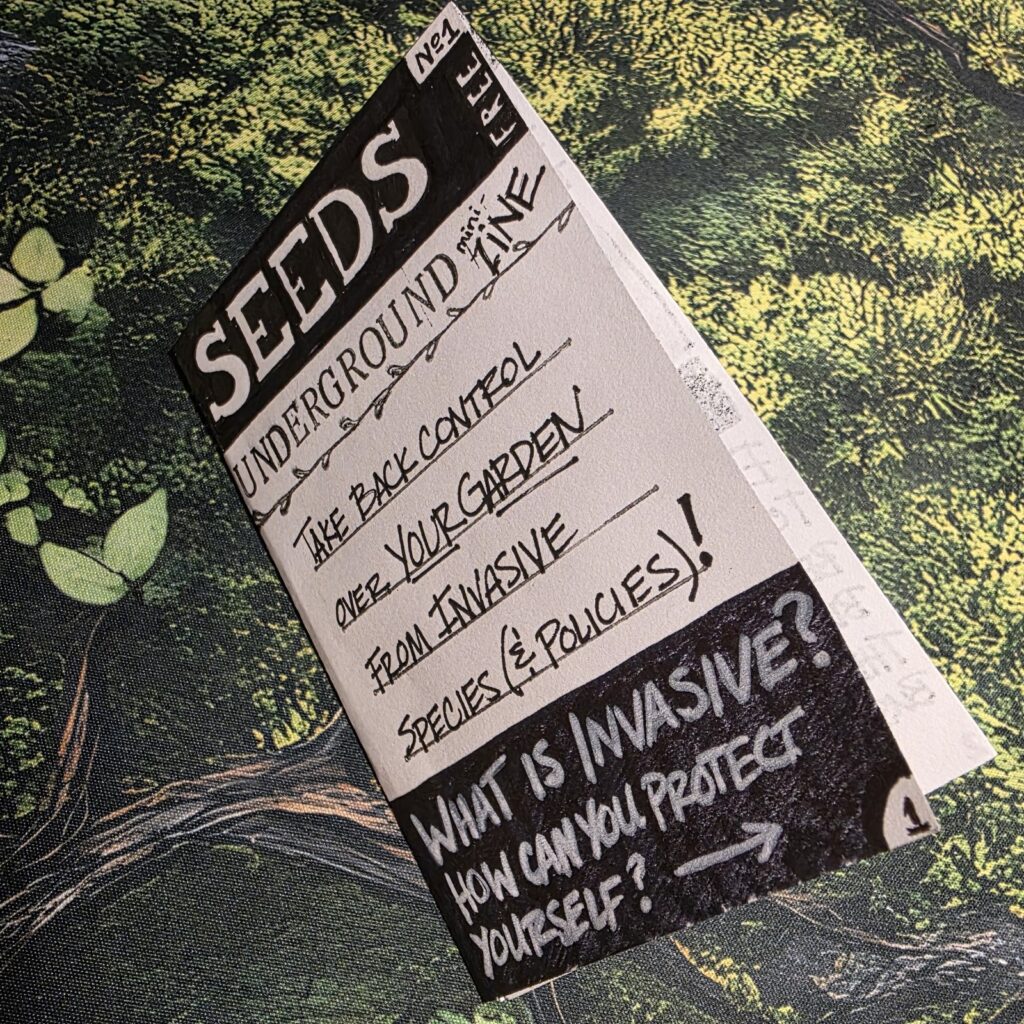 Nº1
FREE
SEEDS
UNDERGROUND mini-ZINE
TAKE BACK CONTROL
OVER YOUR GARDEN
FROM INVASIVE
SPECIES (& POLICIES)!
WHAT IS INVASIVE?
HOW CAN YOU PROTECT
YOURSELF? →
1